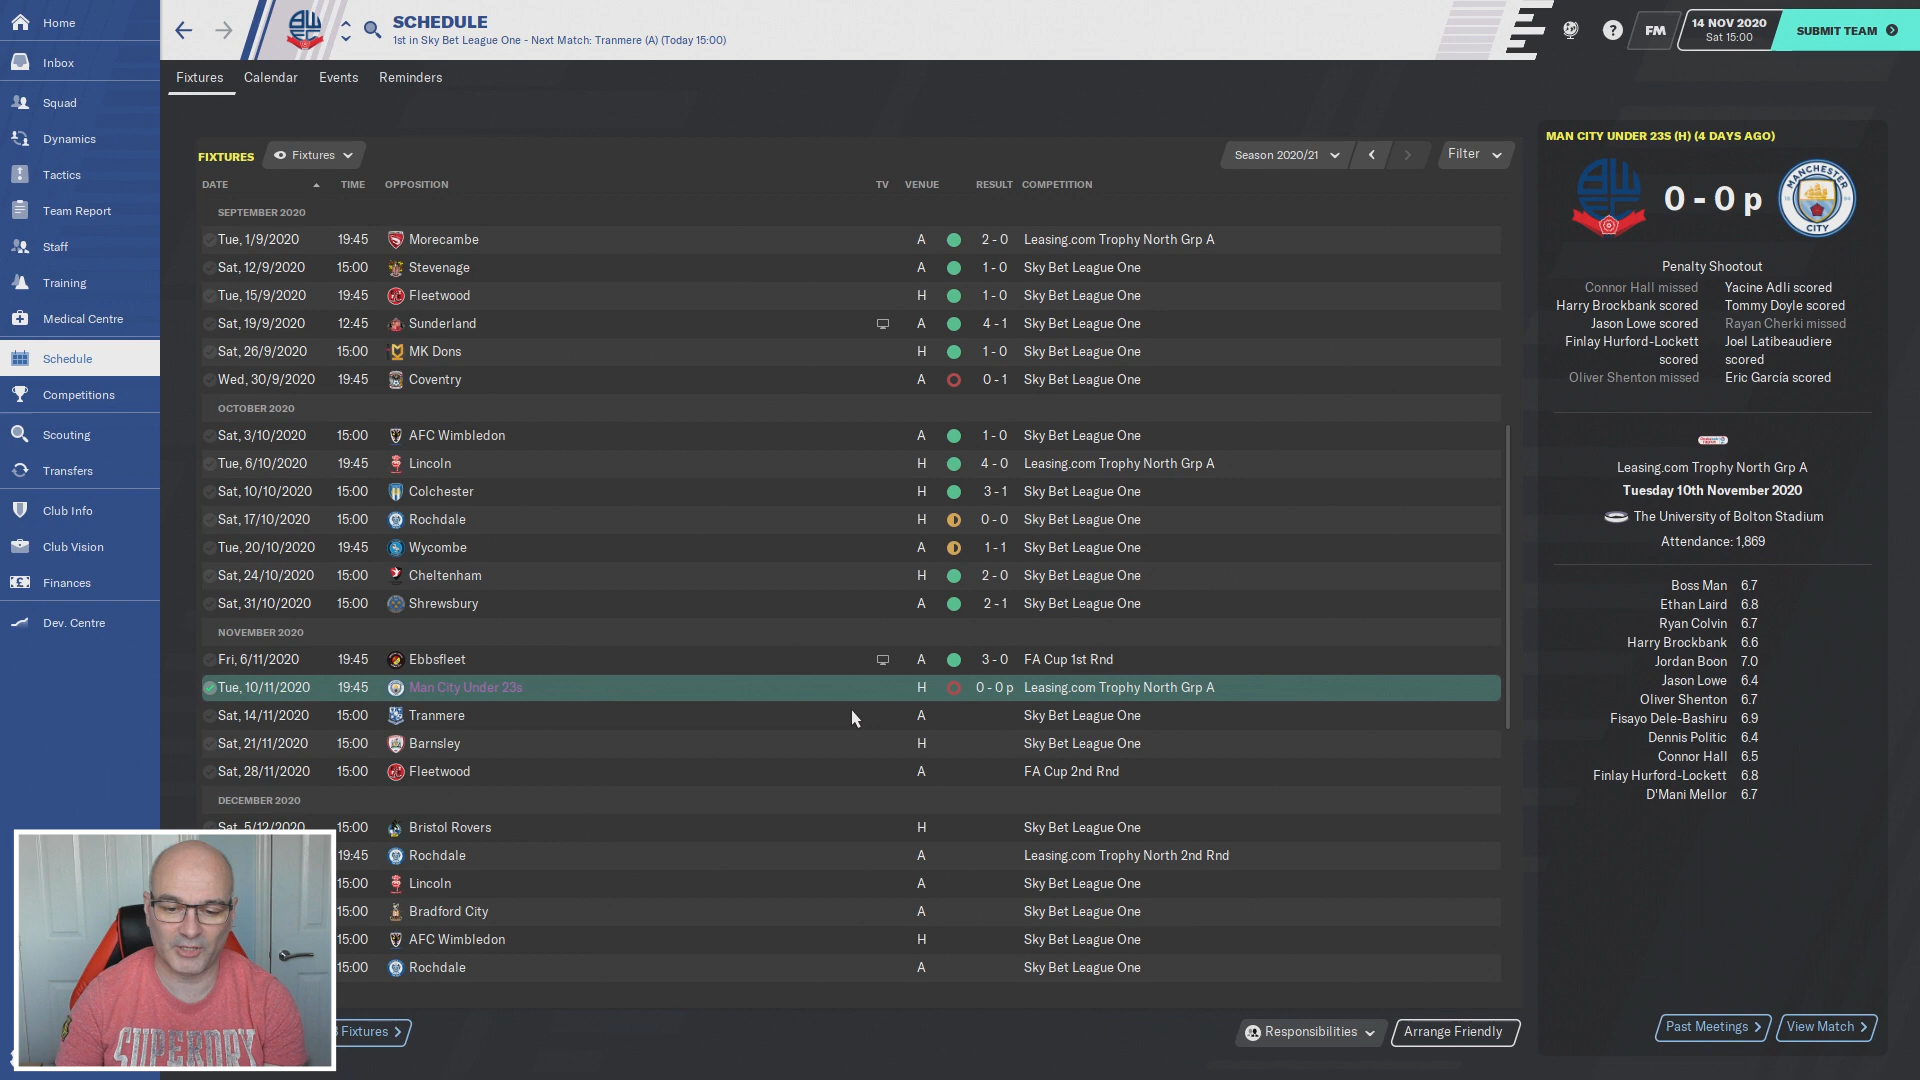 Home
Inbox
Squad
Dynamics
Tactics
Team Report
Staff
Training
Medical Centre
Schedule
Competitions
Scouting
Transfers
Club Info
Club Vision
Finances
Dev. Centre
SCHEDULE
1st in Sky Bet League One - Next Match: Tranmere (A) (Today 15:00)
FM
14 NOV 2020
Sat 15:00
SUBMIT TEAM
Fixtures Calendar Events Reminders
FIXTURES Fixtures Season 2020/21 Filter
DATE TIME OPPOSITION TV VENUE RESULT COMPETITION
SEPTEMBER 2020
Tue, 1/9/2020 19:45 Morecambe A 2 - 0 Leasing.com Trophy North Grp A
Sat, 12/9/2020 15:00 Stevenage A 1 - 0 Sky Bet League One
Tue, 15/9/2020 19:45 Fleetwood H 1 - 0 Sky Bet League One
Sat, 19/9/2020 12:45 Sunderland A 4 - 1 Sky Bet League One
Sat, 26/9/2020 15:00 MK Dons H 1 - 0 Sky Bet League One
Wed, 30/9/2020 19:45 Coventry A 0 - 1 Sky Bet League One
OCTOBER 2020
Sat, 3/10/2020 15:00 AFC Wimbledon A 1 - 0 Sky Bet League One
Tue, 6/10/2020 19:45 Lincoln H 4 - 0 Leasing.com Trophy North Grp A
Sat, 10/10/2020 15:00 Colchester H 3 - 1 Sky Bet League One
Sat, 17/10/2020 15:00 Rochdale H 0 - 0 Sky Bet League One
Tue, 20/10/2020 19:45 Wycombe A 1 - 1 Sky Bet League One
Sat, 24/10/2020 15:00 Cheltenham H 2 - 0 Sky Bet League One
Sat, 31/10/2020 15:00 Shrewsbury A 2 - 1 Sky Bet League One
NOVEMBER 2020
Fri, 6/11/2020 19:45 Ebbsfleet A 3 - 0 FA Cup 1st Rnd
Tue, 10/11/2020 19:45 Man City Under 23s H 0 - 0 p Leasing.com Trophy North Grp A
Sat, 14/11/2020 15:00 Tranmere A Sky Bet League One
Sat, 21/11/2020 15:00 Barnsley H Sky Bet League One
Sat, 28/11/2020 15:00 Fleetwood A FA Cup 2nd Rnd
DECEMBER 2020
Sat, 5/12/2020 15:00 Bristol Rovers H Sky Bet League One
19:45 Rochdale A Leasing.com Trophy North 2nd Rnd
15:00 Lincoln A Sky Bet League One
15:00 Bradford City A Sky Bet League One
15:00 AFC Wimbledon H Sky Bet League One
15:00 Rochdale A Sky Bet League One
Fixtures Responsibilities Arrange Friendly
MAN CITY UNDER 23S (H) (4 DAYS AGO)
0 - 0 p
MANCHESTER
CITY
Penalty Shootout
Connor Hall missed Yacine Adli scored
Harry Brockbank scored Tommy Doyle scored
Jason Lowe scored Rayan Cherki missed
Finlay Hurford-Lockett Joel Latibeaudiere
scored scored
Oliver Shenton missed Eric García scored
Leasing.com Trophy North Grp A
Tuesday 10th November 2020
The University of Bolton Stadium
Attendance: 1,869
Boss Man 6.7
Ethan Laird 6.8
Ryan Colvin 6.7
Harry Brockbank 6.6
Jordan Boon 7.0
Jason Lowe 6.4
Oliver Shenton 6.7
Fisayo Dele-Bashiru 6.9
Dennis Politic 6.4
Connor Hall 6.5
Finlay Hurford-Lockett 6.8
D'Mani Mellor 6.7
Past Meetings View Match
SUPERDRY